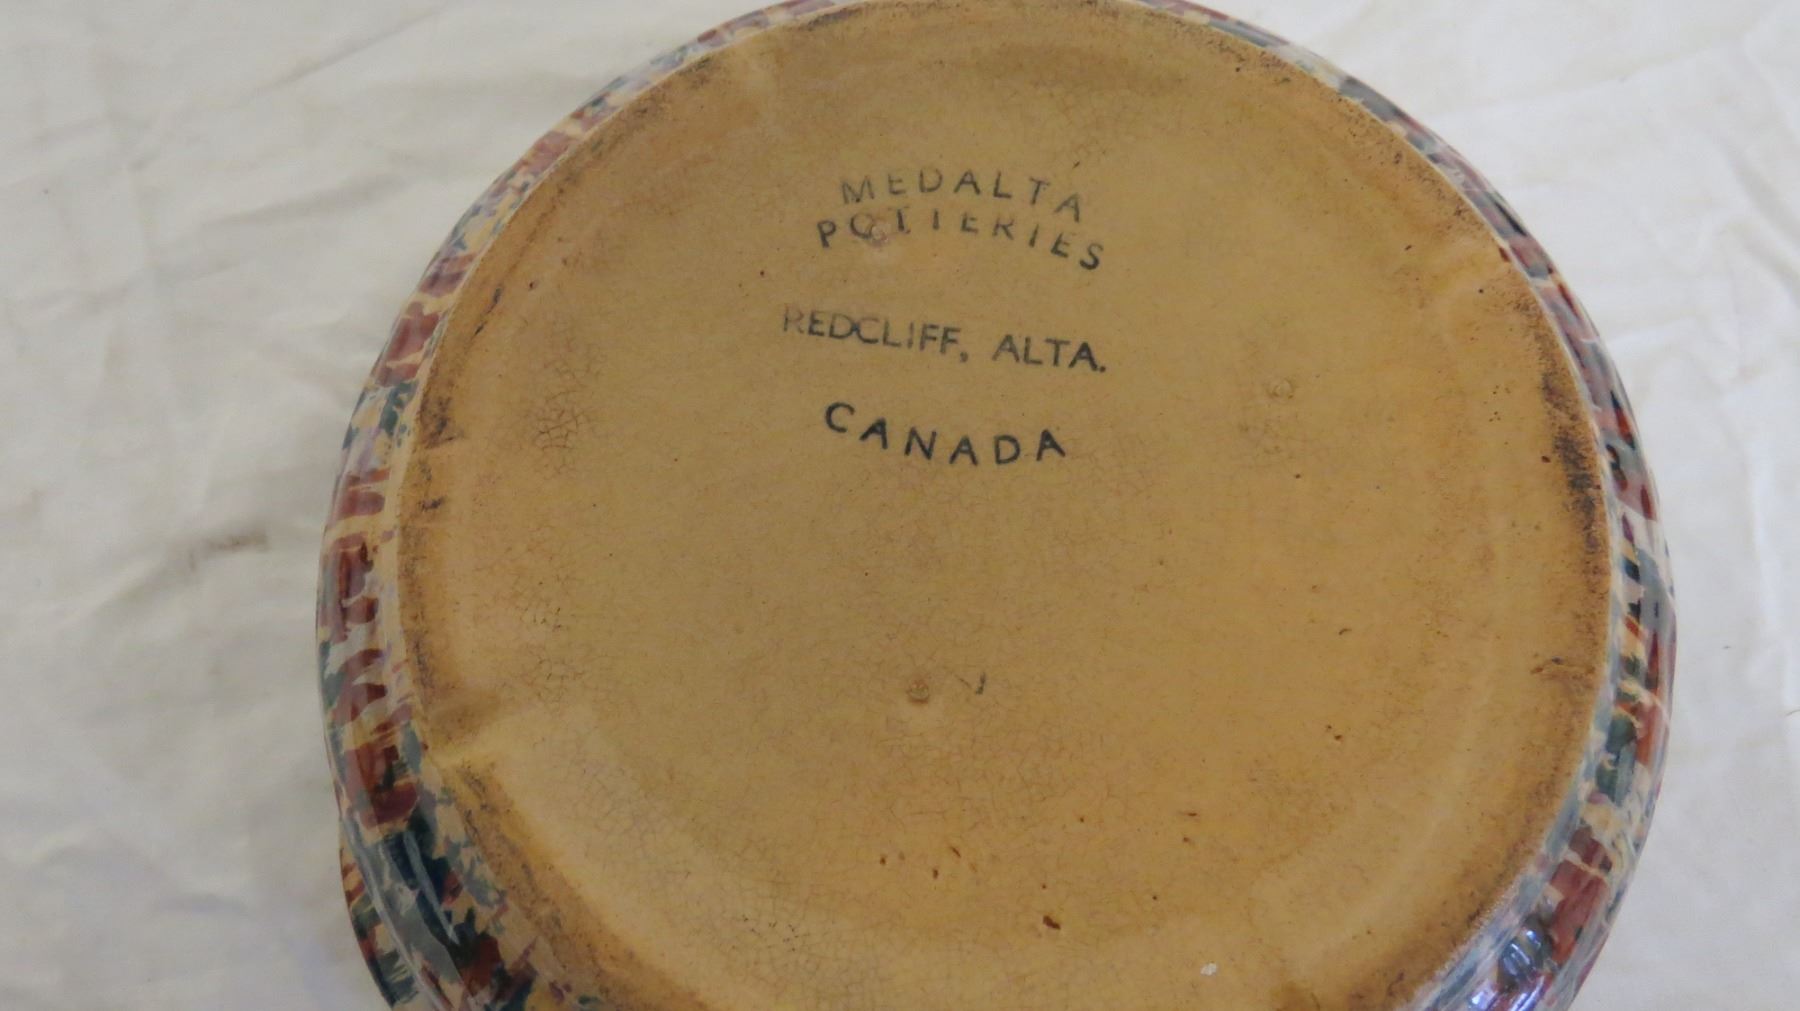 MEDALTA
POTTERIES
REDCLIFF, ALTA.
CANADA